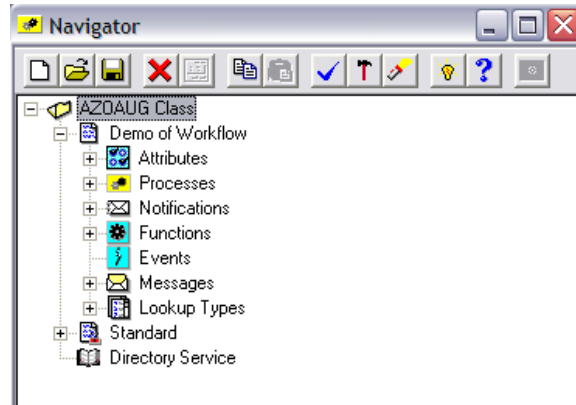 Navigator
AZOAUG Class
Demo of Workflow
Attributes
Processes
Notifications
Functions
Events
Messages
Lookup Types
Standard
Directory Service